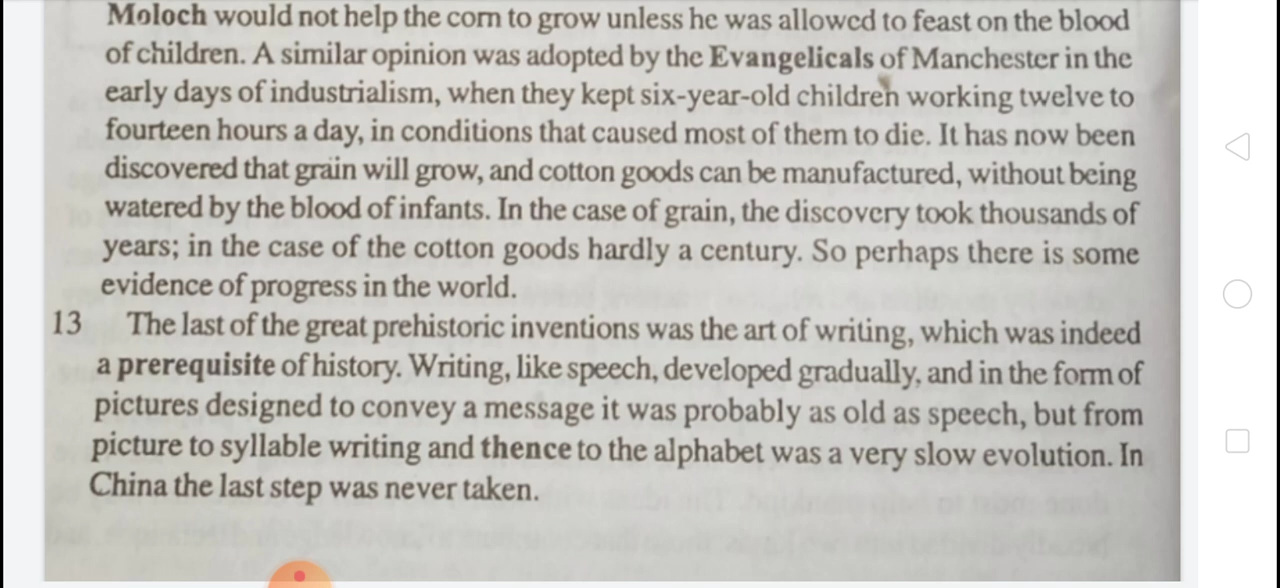 Moloch would not help the corn to grow unless he was allowed to feast on the blood
of children. A similar opinion was adopted by the Evangelicals of Manchester in the
early days of industrialism, when they kept six-year-old children working twelve to
fourteen hours a day, in conditions that caused most of them to die. It has now been
discovered that grain will grow, and cotton goods can be manufactured, without being
watered by the blood of infants. In the case of grain, the discovery took thousands of
years; in the case of the cotton goods hardly a century. So perhaps there is some
evidence of progress in the world.
13 The last of the great prehistoric inventions was the art of writing, which was indeed
a prerequisite of history. Writing, like speech, developed gradually, and in the form of
pictures designed to convey a message it was probably as old as speech, but from
picture to syllable writing and thence to the alphabet was a very slow evolution. In
China the last step was never taken.